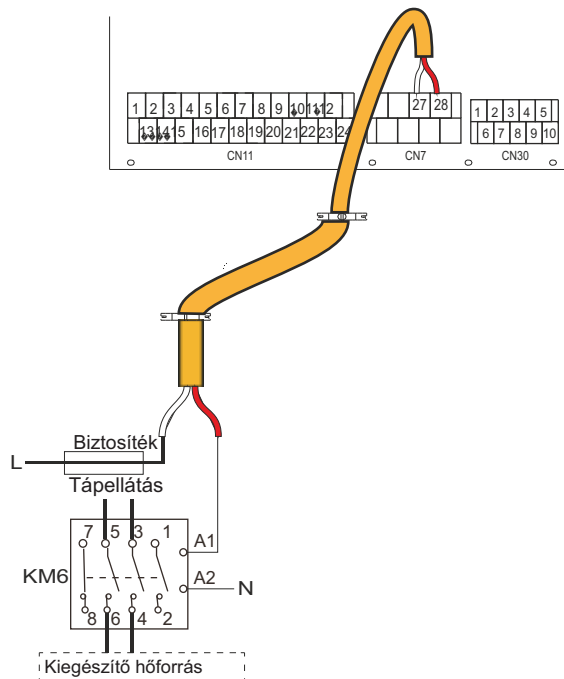 27 28
1 2 3 4 5 6 7 8 9 10 11 12
1 2 3 4 5
13 14 15 16 17 18 19 20 21 22 23 24
6 7 8 9 10
CN11 CN7 CN30
Biztosíték
L
Tápellátás
7 5 3 1
A1
KM6
A2
N
8 6 4 2
Kiegészítő hőforrás